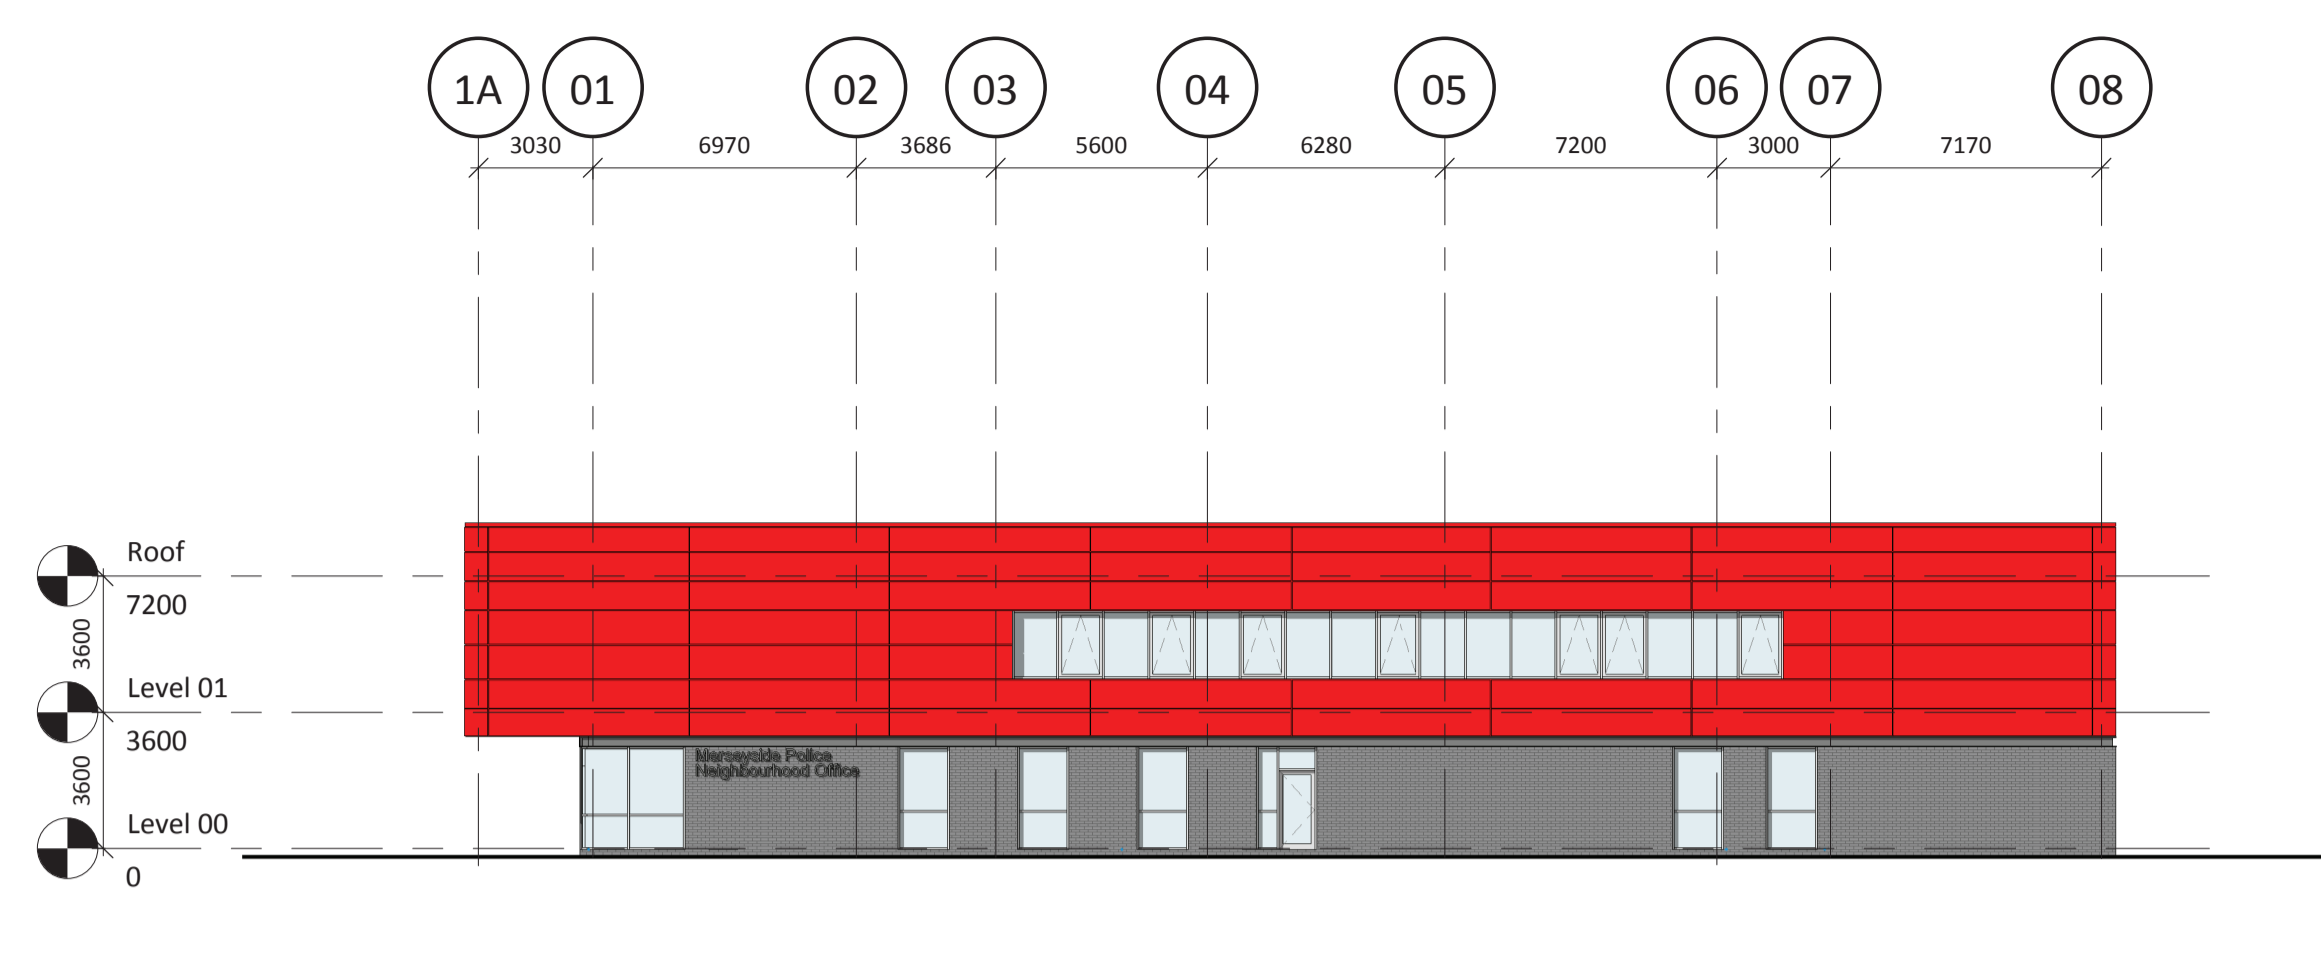 1A 01 02 03 04 05 06 07 08
3030 6970 3686 5600 6280 7200 3000 7170
Roof
7200
3600
Level 01
3600
3600
Level 00
0
Merseyside Police
Neighbourhood Office